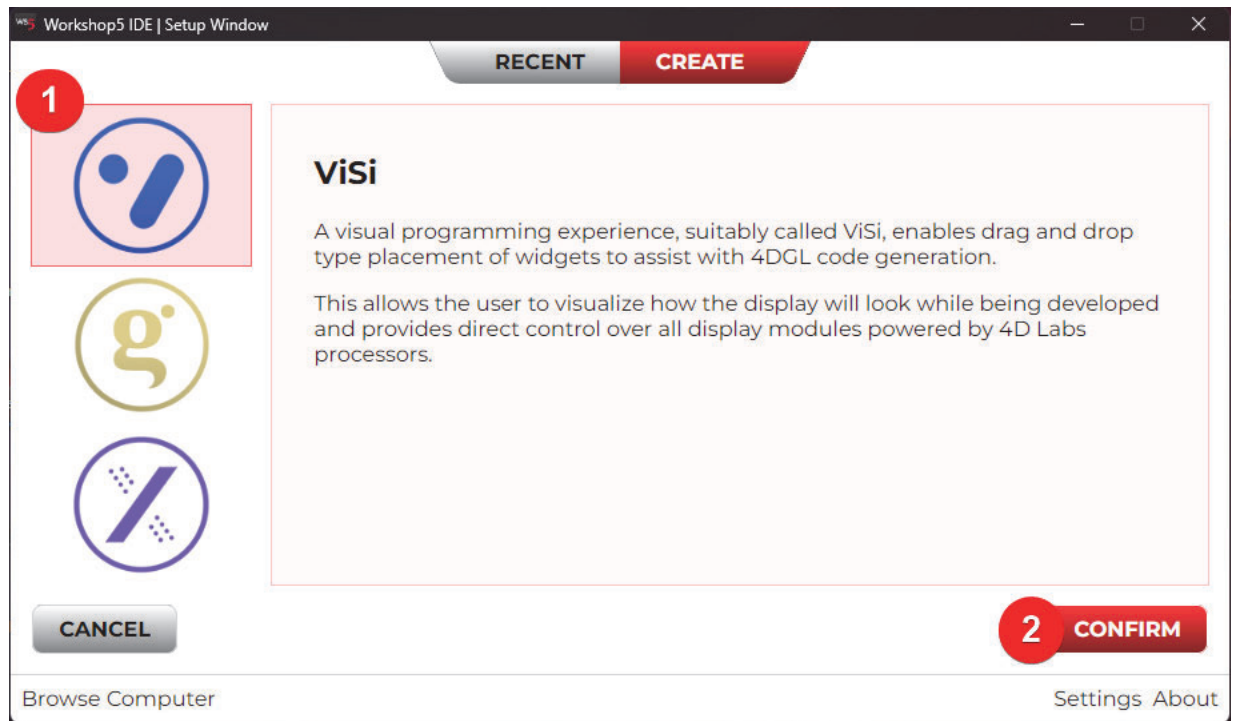 WS5 Workshop5 IDE | Setup Window
RECENT
CREATE
1
ViSi
A visual programming experience, suitably called ViSi, enables drag and drop
type placement of widgets to assist with 4DGL code generation.
This allows the user to visualize how the display will look while being developed
and provides direct control over all display modules powered by 4D Labs
processors.
g
CANCEL
2
CONFIRM
Browse Computer
Settings About